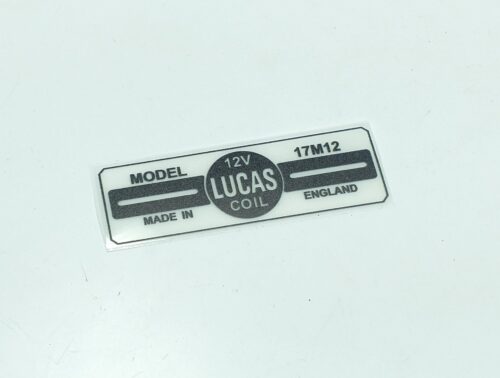 MODEL 12V 17M12
LUCAS
MADE IN COIL ENGLAND